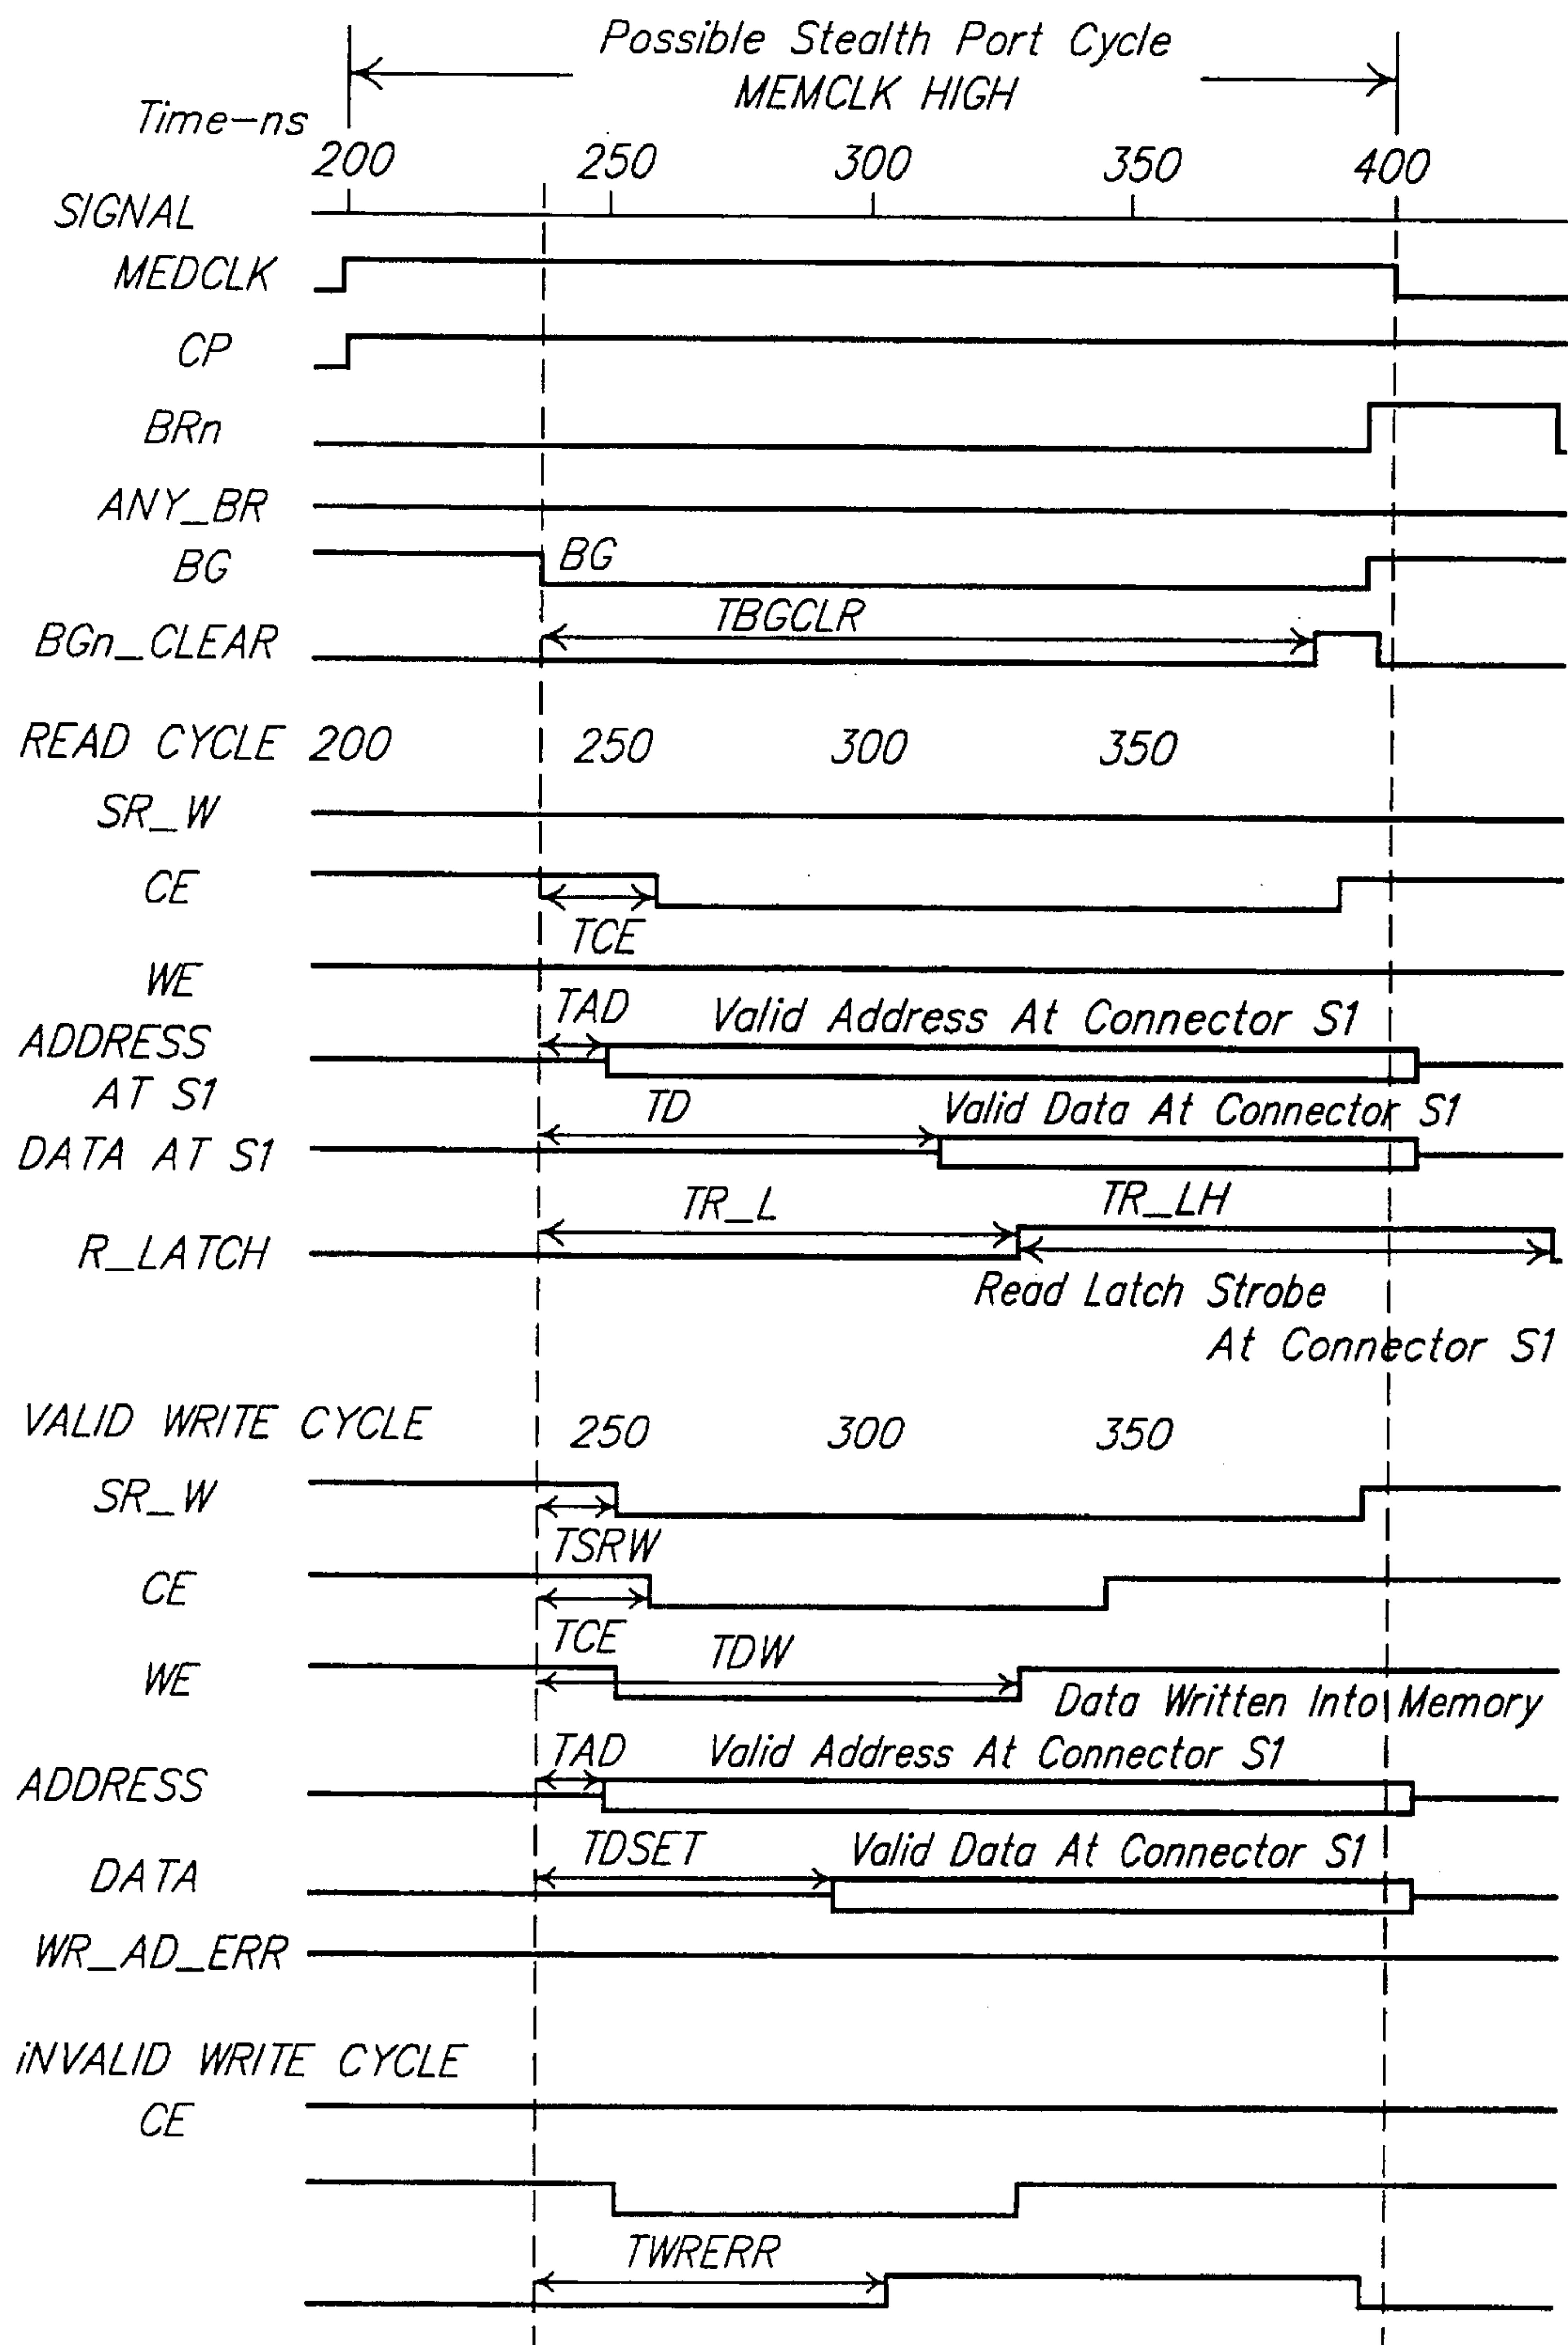 Possible Stealth Port Cycle
MEMCLK HIGH
Time-ns
200 250 300 350 400
SIGNAL
MEDCLK
CP
BRn
ANY_BR
BG BG
TBGCLR
BGn_CLEAR
READ CYCLE 200 250 300 350
SR_W
CE
TCE
WE
TAD Valid Address At Connector S1
ADDRESS
AT S1
TD Valid Data At Connector S1
DATA AT S1
TR_L TR_LH
R_LATCH
Read Latch Strobe
At Connector S1
VALID WRITE CYCLE 250 300 350
SR_W
TSRW
CE
TCE TDW
WE
Data Written Into Memory
TAD Valid Address At Connector S1
ADDRESS
TDSET Valid Data At Connector S1
DATA
WR_AD_ERR
iNVALID WRITE CYCLE
CE
TWRERR